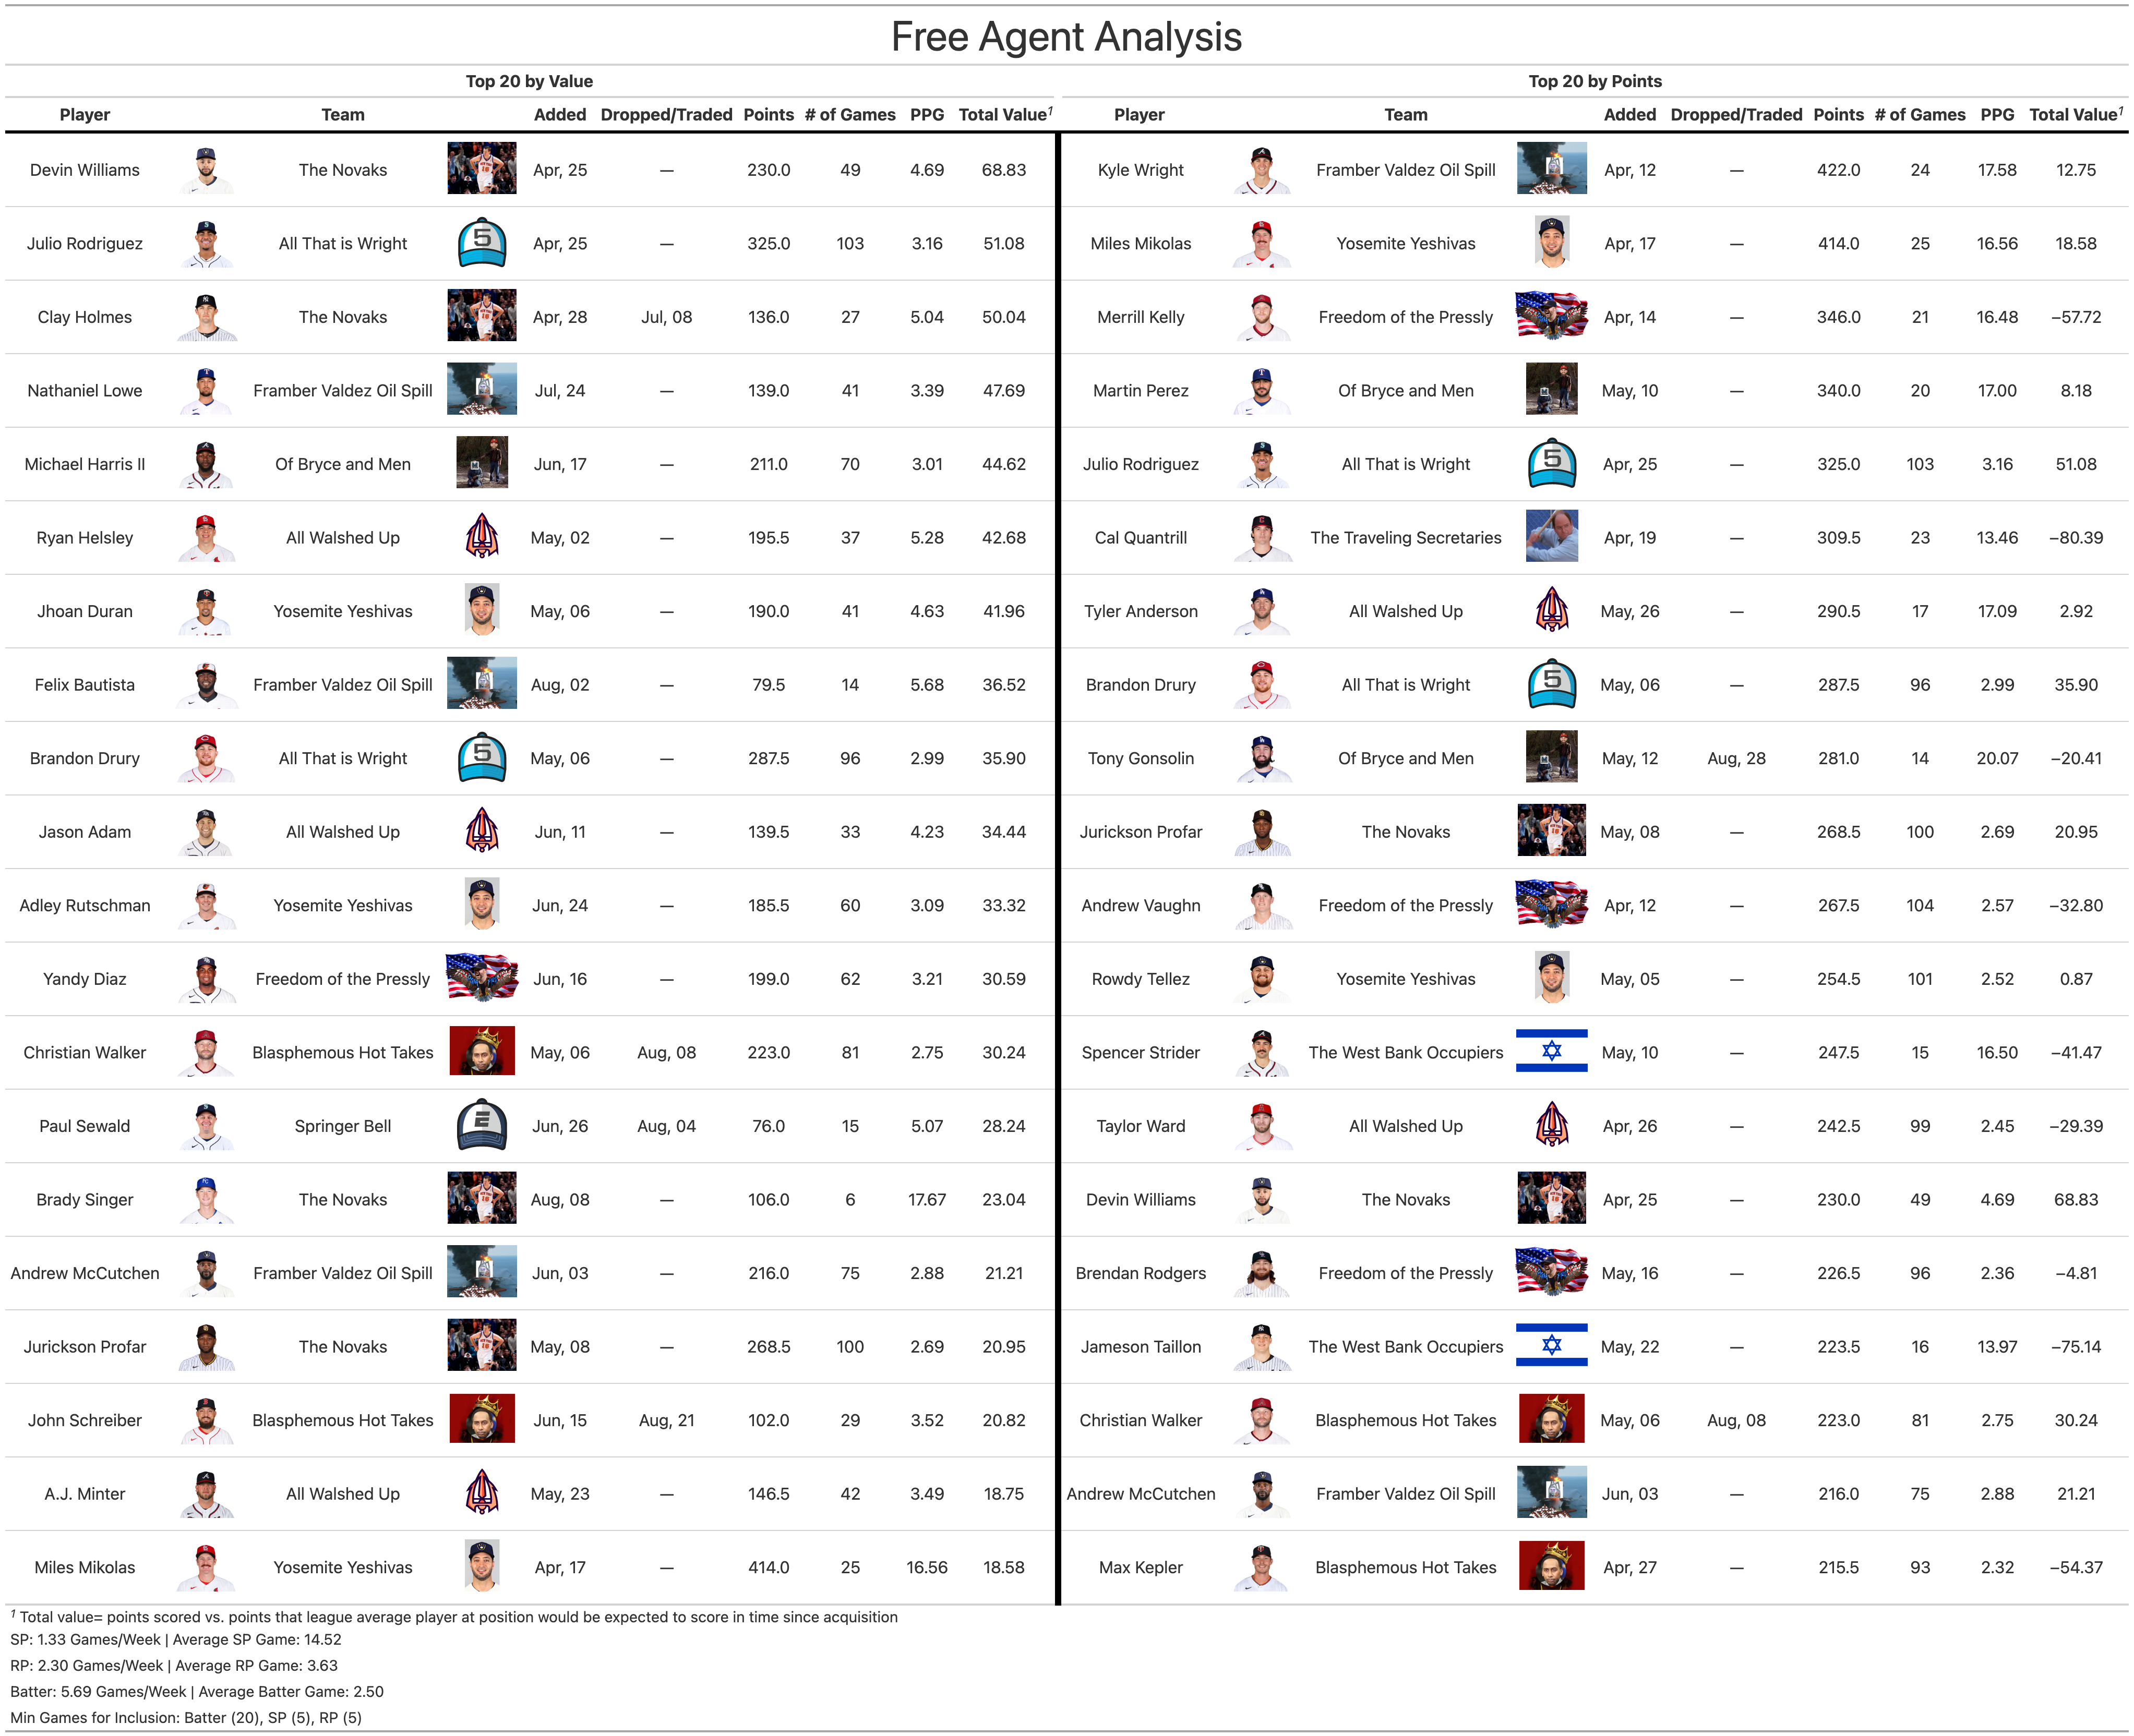 Free Agent Analysis
Top 20 by Value Top 20 by Points
Player Team Added Dropped/Traded Points # of Games PPG Total Value1 Player Team Added Dropped/Traded Points # of Games PPG Total Value1
Devin Williams The Novaks Apr, 25 — 230.0 49 4.69 68.83 Kyle Wright Framber Valdez Oil Spill Apr, 12 — 422.0 24 17.58 12.75
Julio Rodriguez All That is Wright Apr, 25 — 325.0 103 3.16 51.08 Miles Mikolas Yosemite Yeshivas Apr, 17 — 414.0 25 16.56 18.58
Clay Holmes The Novaks Apr, 28 Jul, 08 136.0 27 5.04 50.04 Merrill Kelly Freedom of the Pressly Apr, 14 — 346.0 21 16.48 −57.72
Nathaniel Lowe Framber Valdez Oil Spill Jul, 24 — 139.0 41 3.39 47.69 Martin Perez Of Bryce and Men May, 10 — 340.0 20 17.00 8.18
Michael Harris II Of Bryce and Men Jun, 17 — 211.0 70 3.01 44.62 Julio Rodriguez All That is Wright Apr, 25 — 325.0 103 3.16 51.08
Ryan Helsley All Walshed Up May, 02 — 195.5 37 5.28 42.68 Cal Quantrill The Traveling Secretaries Apr, 19 — 309.5 23 13.46 −80.39
Jhoan Duran Yosemite Yeshivas May, 06 — 190.0 41 4.63 41.96 Tyler Anderson All Walshed Up May, 26 — 290.5 17 17.09 2.92
Felix Bautista Framber Valdez Oil Spill Aug, 02 — 79.5 14 5.68 36.52 Brandon Drury All That is Wright May, 06 — 287.5 96 2.99 35.90
Brandon Drury All That is Wright May, 06 — 287.5 96 2.99 35.90 Tony Gonsolin Of Bryce and Men May, 12 Aug, 28 281.0 14 20.07 −20.41
Jason Adam All Walshed Up Jun, 11 — 139.5 33 4.23 34.44 Jurickson Profar The Novaks May, 08 — 268.5 100 2.69 20.95
Adley Rutschman Yosemite Yeshivas Jun, 24 — 185.5 60 3.09 33.32 Andrew Vaughn Freedom of the Pressly Apr, 12 — 267.5 104 2.57 −32.80
Yandy Diaz Freedom of the Pressly Jun, 16 — 199.0 62 3.21 30.59 Rowdy Tellez Yosemite Yeshivas May, 05 — 254.5 101 2.52 0.87
Christian Walker Blasphemous Hot Takes May, 06 Aug, 08 223.0 81 2.75 30.24 Spencer Strider The West Bank Occupiers May, 10 — 247.5 15 16.50 −41.47
Paul Sewald Springer Bell Jun, 26 Aug, 04 76.0 15 5.07 28.24 Taylor Ward All Walshed Up Apr, 26 — 242.5 99 2.45 −29.39
Brady Singer The Novaks Aug, 08 — 106.0 6 17.67 23.04 Devin Williams The Novaks Apr, 25 — 230.0 49 4.69 68.83
Andrew McCutchen Framber Valdez Oil Spill Jun, 03 — 216.0 75 2.88 21.21 Brendan Rodgers Freedom of the Pressly May, 16 — 226.5 96 2.36 −4.81
Jurickson Profar The Novaks May, 08 — 268.5 100 2.69 20.95 Jameson Taillon The West Bank Occupiers May, 22 — 223.5 16 13.97 −75.14
John Schreiber Blasphemous Hot Takes Jun, 15 Aug, 21 102.0 29 3.52 20.82 Christian Walker Blasphemous Hot Takes May, 06 Aug, 08 223.0 81 2.75 30.24
A.J. Minter All Walshed Up May, 23 — 146.5 42 3.49 18.75 Andrew McCutchen Framber Valdez Oil Spill Jun, 03 — 216.0 75 2.88 21.21
Miles Mikolas Yosemite Yeshivas Apr, 17 — 414.0 25 16.56 18.58 Max Kepler Blasphemous Hot Takes Apr, 27 — 215.5 93 2.32 −54.37
1 Total value= points scored vs. points that league average player at position would be expected to score in time since acquisition
SP: 1.33 Games/Week | Average SP Game: 14.52
RP: 2.30 Games/Week | Average RP Game: 3.63
Batter: 5.69 Games/Week | Average Batter Game: 2.50
Min Games for Inclusion: Batter (20), SP (5), RP (5)